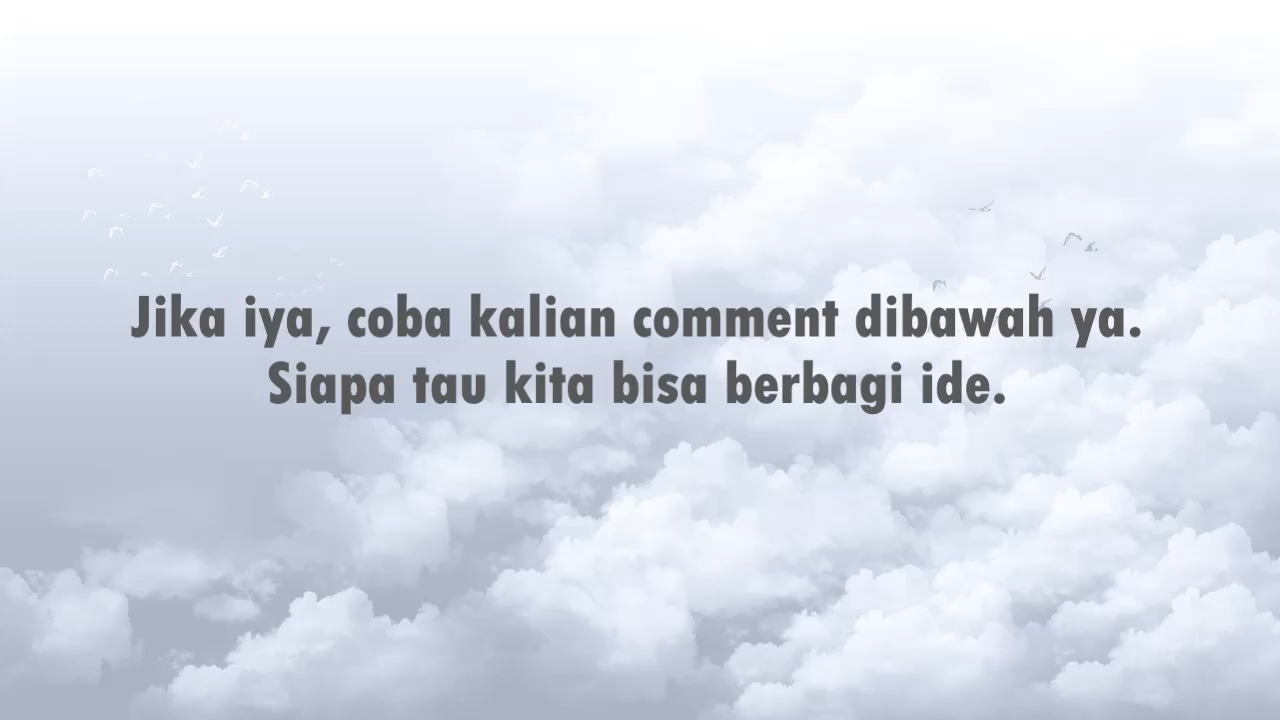 Jika iya, coba kalian comment dibawah ya.
Siapa tau kita bisa berbagi ide.